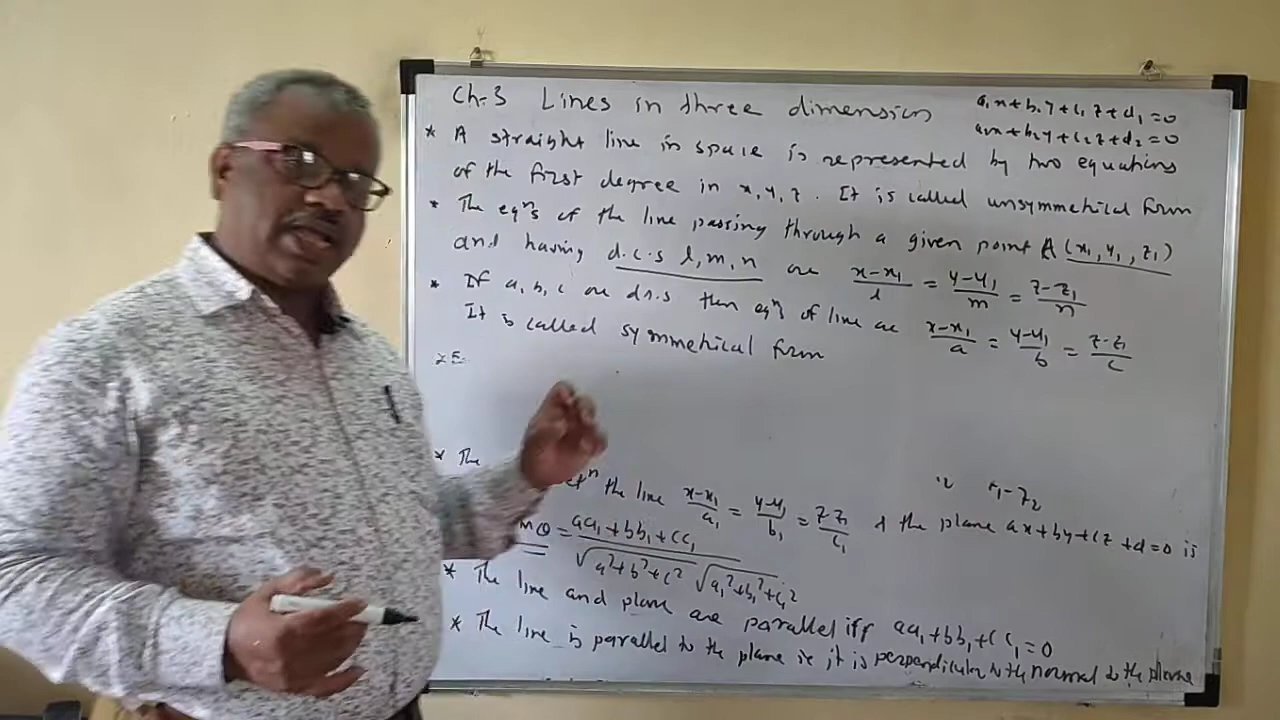 Ch-3 Lines in three dimension
a₁x+b₁y+c₁z+d₁=0
a₂x+b₂y+c₂z+d₂=0
* A straight line in space is represented by two equations
of the first degree in x, y, z. It is called unsymmetrical form
* The eqⁿs of the line passing through a given point A (x₁, y₁, z₁)
and having d.c.s l, m, n are x-x₁/l = y-y₁/m = z-z₁/n
* If a, b, c are d.r.s then eqⁿ of line are x-x₁/a = y-y₁/b = z-z₁/c
It is called symmetrical form
* The
the line x-x₁/a₁ = y-y₁/b₁ = z-z₁/c₁ & the plane ax+by+cz+d=0 is
θ = aa₁+bb₁+cc₁ / √a²+b²+c² √a₁²+b₁²+c₁²
* The line and plane are parallel iff aa₁+bb₁+cc₁=0
* The line is parallel to the plane ie it is perpendicular to the normal to the plane